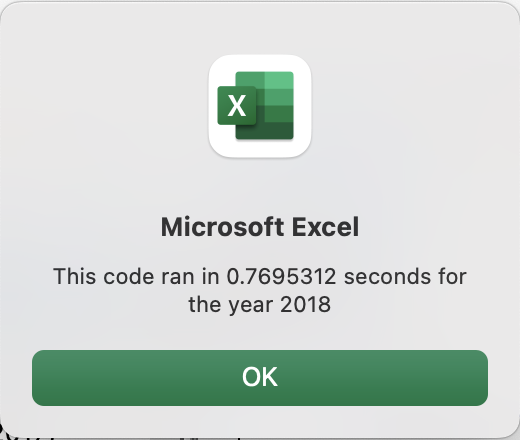 X
Microsoft Excel
This code ran in 0.7695312 seconds for
the year 2018
OK